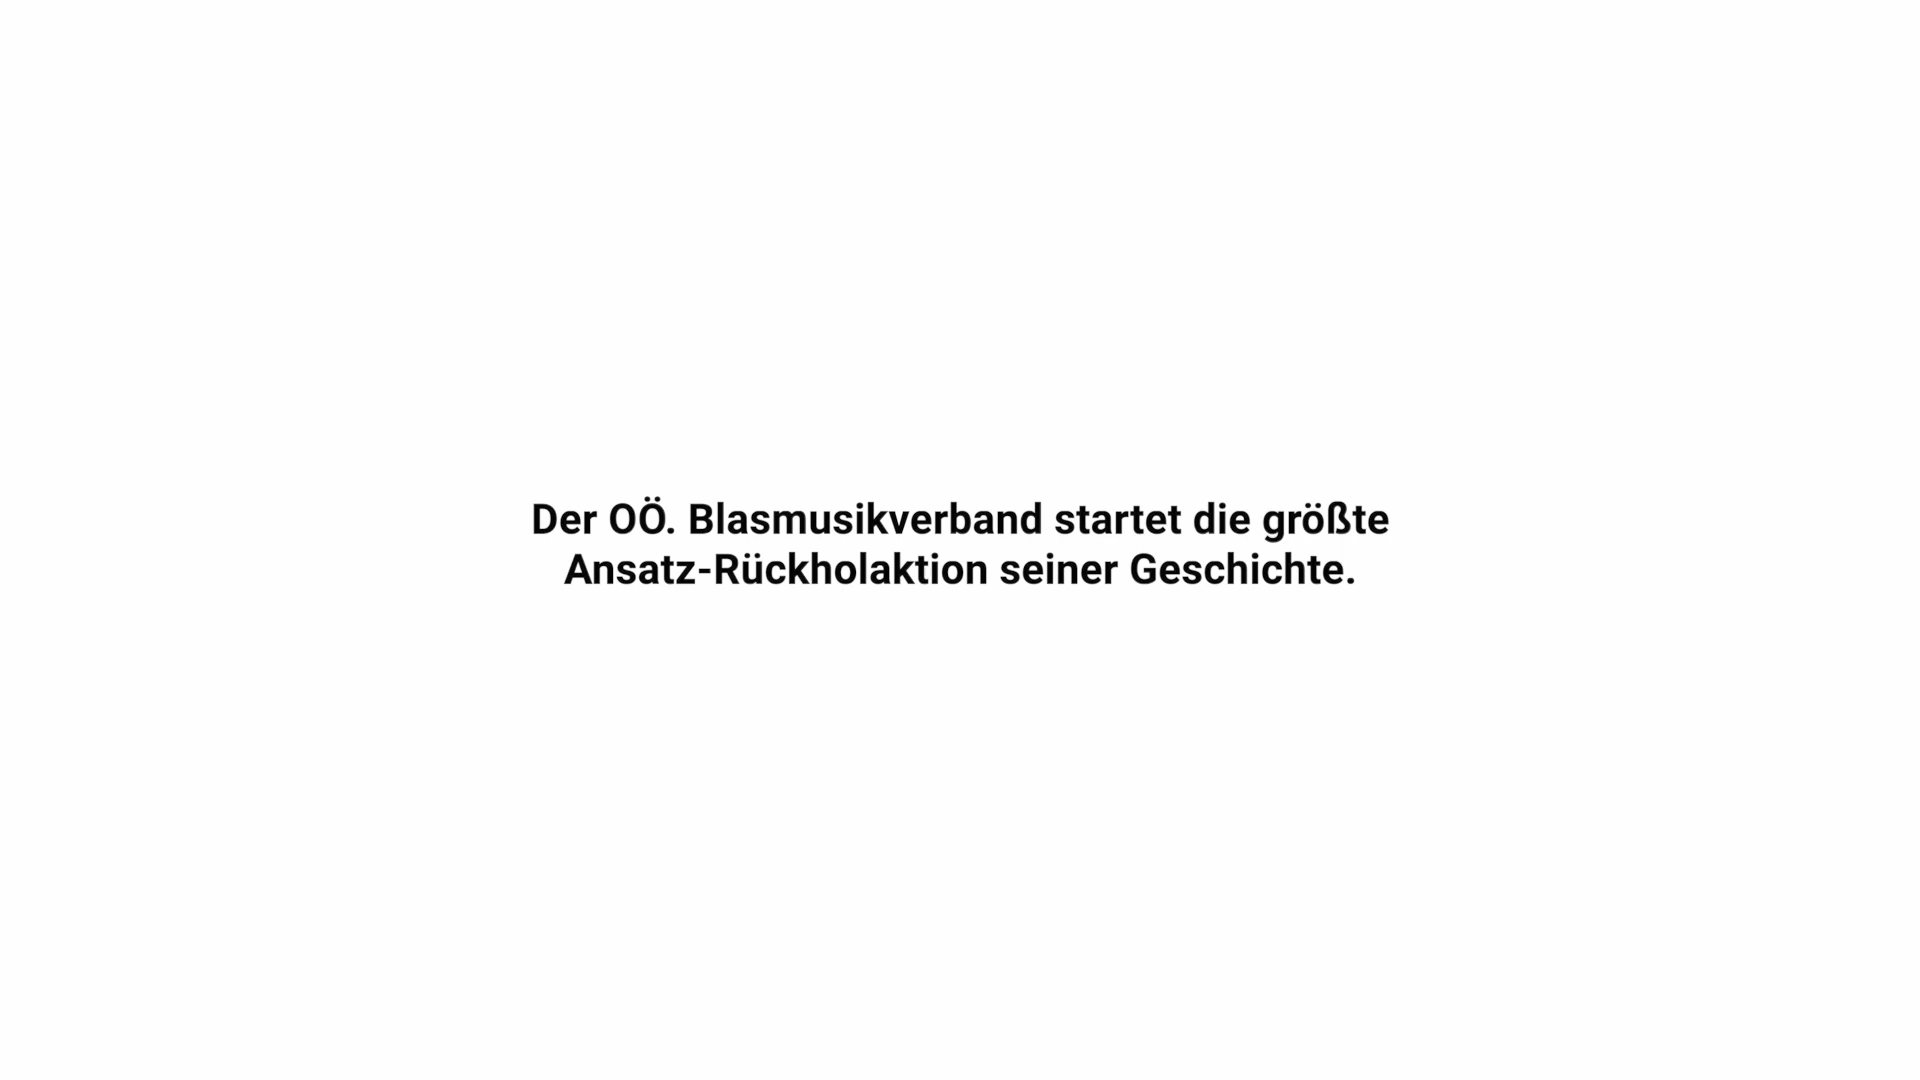 Der OÖ. Blasmusikverband startet die größte
Ansatz-Rückholaktion seiner Geschichte.